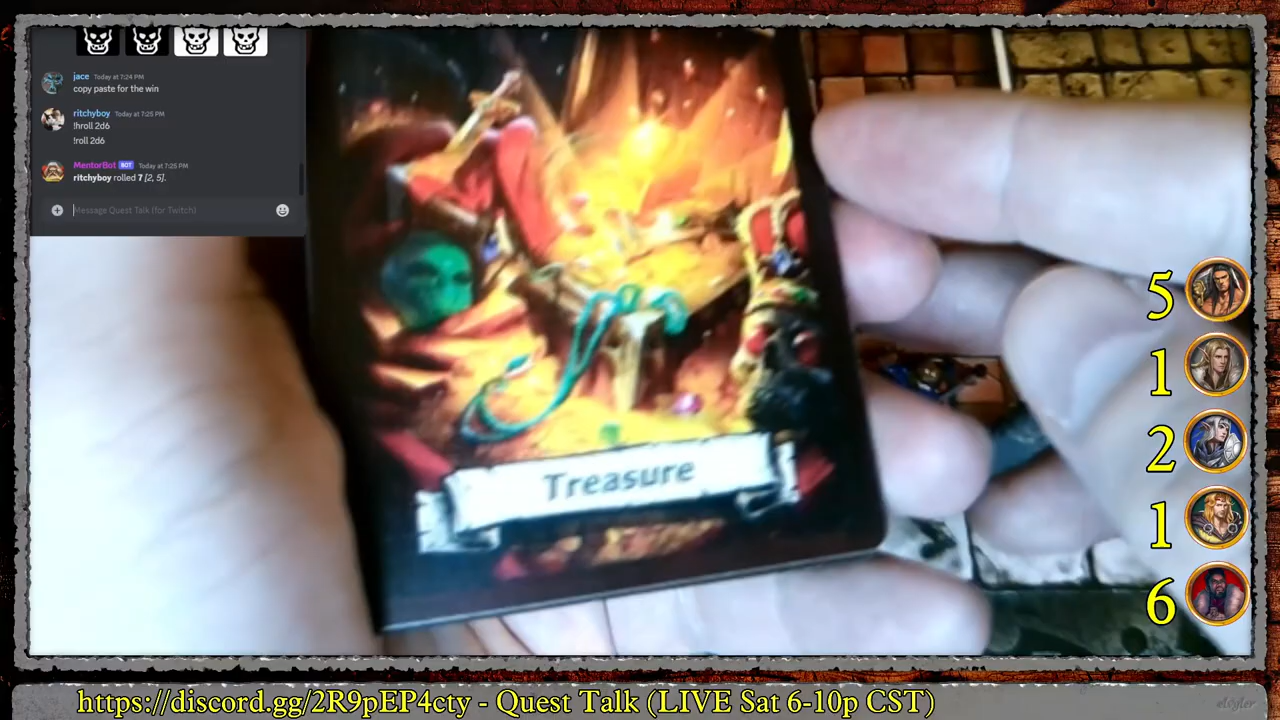 jace Today at 7:24 PM
copy paste for the win
ritchyboy Today at 7:25 PM
!hroll 2d6
!roll 2d6
MentorBot BOT Today at 7:25 PM
ritchyboy rolled 7 [2, 5].
Message Quest Talk (for Twitch)
Treasure
5
1
2
1
6
https://discord.gg/2R9pEP4cty - Quest Talk (LIVE Sat 6-10p CST)